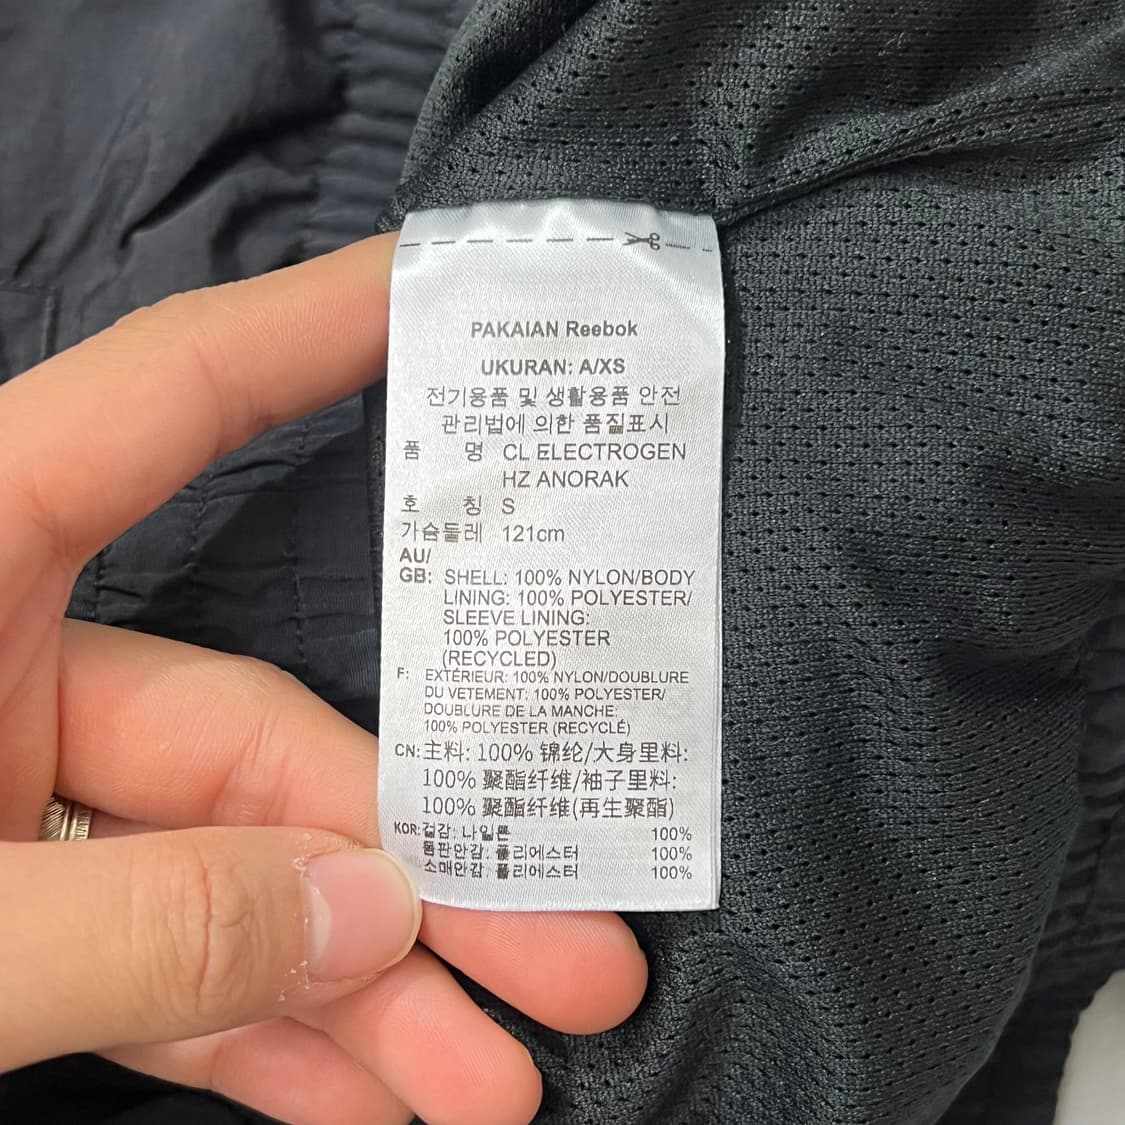 PAKAIAN Reebok
UKURAN: A/XS
전기용품 및 생활용품 안전
관리법에 의한 품질표시
품 명 CL ELECTROGEN
HZ ANORAK
호 칭 S
가슴둘레 121cm
AU/
GB: SHELL: 100% NYLON/BODY
LINING: 100% POLYESTER/
SLEEVE LINING:
100% POLYESTER
(RECYCLED)
F: EXTÉRIEUR: 100% NYLON/DOUBLURE
DU VETEMENT: 100% POLYESTER/
DOUBLURE DE LA MANCHE:
100% POLYESTER (RECYCLÉ)
CN: 主料: 100% 锦纶/大身里料:
100% 聚酯纤维/袖子里料:
100% 聚酯纤维(再生聚酯)
KOR: 겉감: 나일론 100%
몸판안감: 폴리에스터 100%
소매안감: 폴리에스터 100%